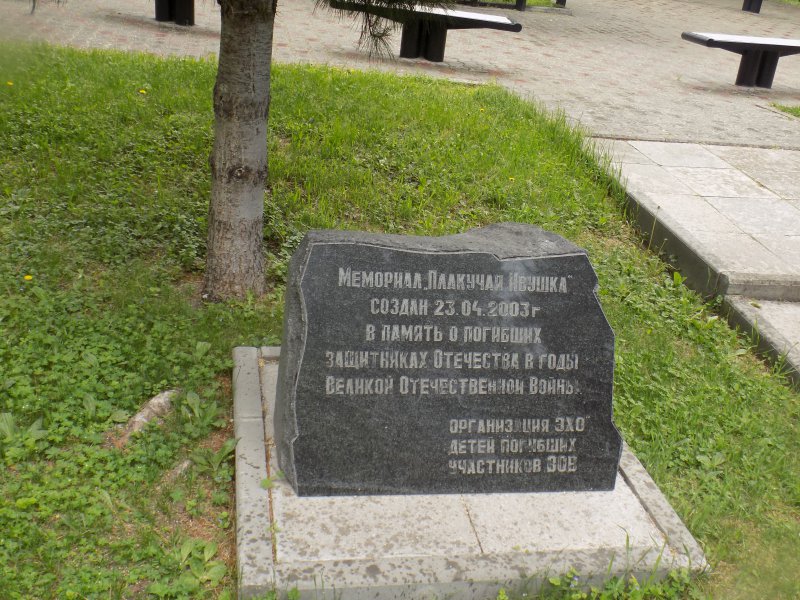 Мемориал „Плакучая Ивушка"
создан 23.04.2003г
в память о погибших
защитниках Отечества в годы
Великой Отечественной Войны.
организация ЭХО"
детей погибших
участников ВОВ